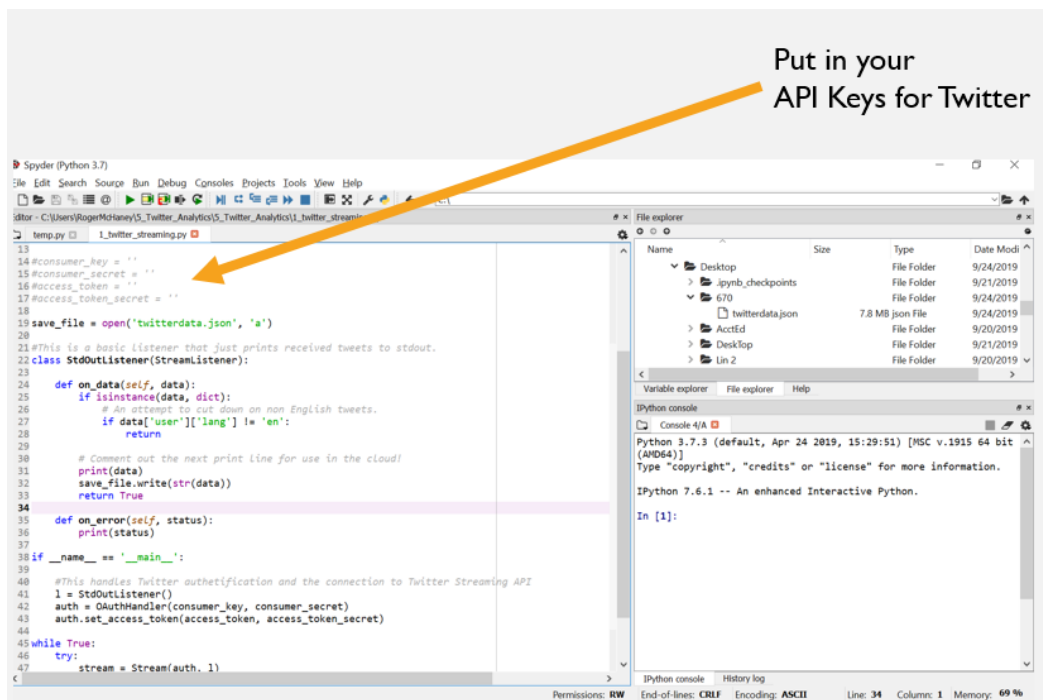 Put in your
API Keys for Twitter
Spyder (Python 3.7)
File Edit Search Source Run Debug Consoles Projects Tools View Help
Editor - C:\Users\RogerMcHaney\5_Twitter_Analytics\5_Twitter_Analytics\1_twitter_streaming
temp.py 1_twitter_streaming.py
13
14 #consumer_key = ''
15 #consumer_secret = ''
16 #access_token = ''
17 #access_token_secret = ''
18
19 save_file = open('twitterdata.json', 'a')
20
21 #This is a basic listener that just prints received tweets to stdout.
22 class StdOutListener(StreamListener):
23
24     def on_data(self, data):
25         if isinstance(data, dict):
26             # An attempt to cut down on non English tweets.
27             if data['user']['lang'] != 'en':
28                 return
29
30         # Comment out the next print line for use in the cloud!
31         print(data)
32         save_file.write(str(data))
33         return True
34
35     def on_error(self, status):
36         print(status)
37
38 if __name__ == '__main__':
39
40     #This handles Twitter authetification and the connection to Twitter Streaming API
41     l = StdOutListener()
42     auth = OAuthHandler(consumer_key, consumer_secret)
43     auth.set_access_token(access_token, access_token_secret)
44
45 while True:
46     try:
47         stream = Stream(auth, l)
Permissions: RW End-of-lines: CRLF Encoding: ASCII Line: 34 Column: 1 Memory: 69 %
File explorer
Name Size Type Date Modi
Desktop File Folder 9/24/2019
.ipynb_checkpoints File Folder 9/21/2019
670 File Folder 9/24/2019
twitterdata.json 7.8 MB json File 9/24/2019
AcctEd File Folder 9/20/2019
DeskTop File Folder 9/21/2019
Lin 2 File Folder 9/20/2019
Variable explorer File explorer Help
IPython console
Console 4/A
Python 3.7.3 (default, Apr 24 2019, 15:29:51) [MSC v.1915 64 bit
(AMD64)]
Type "copyright", "credits" or "license" for more information.
IPython 7.6.1 -- An enhanced Interactive Python.
In [1]:
IPython console History log